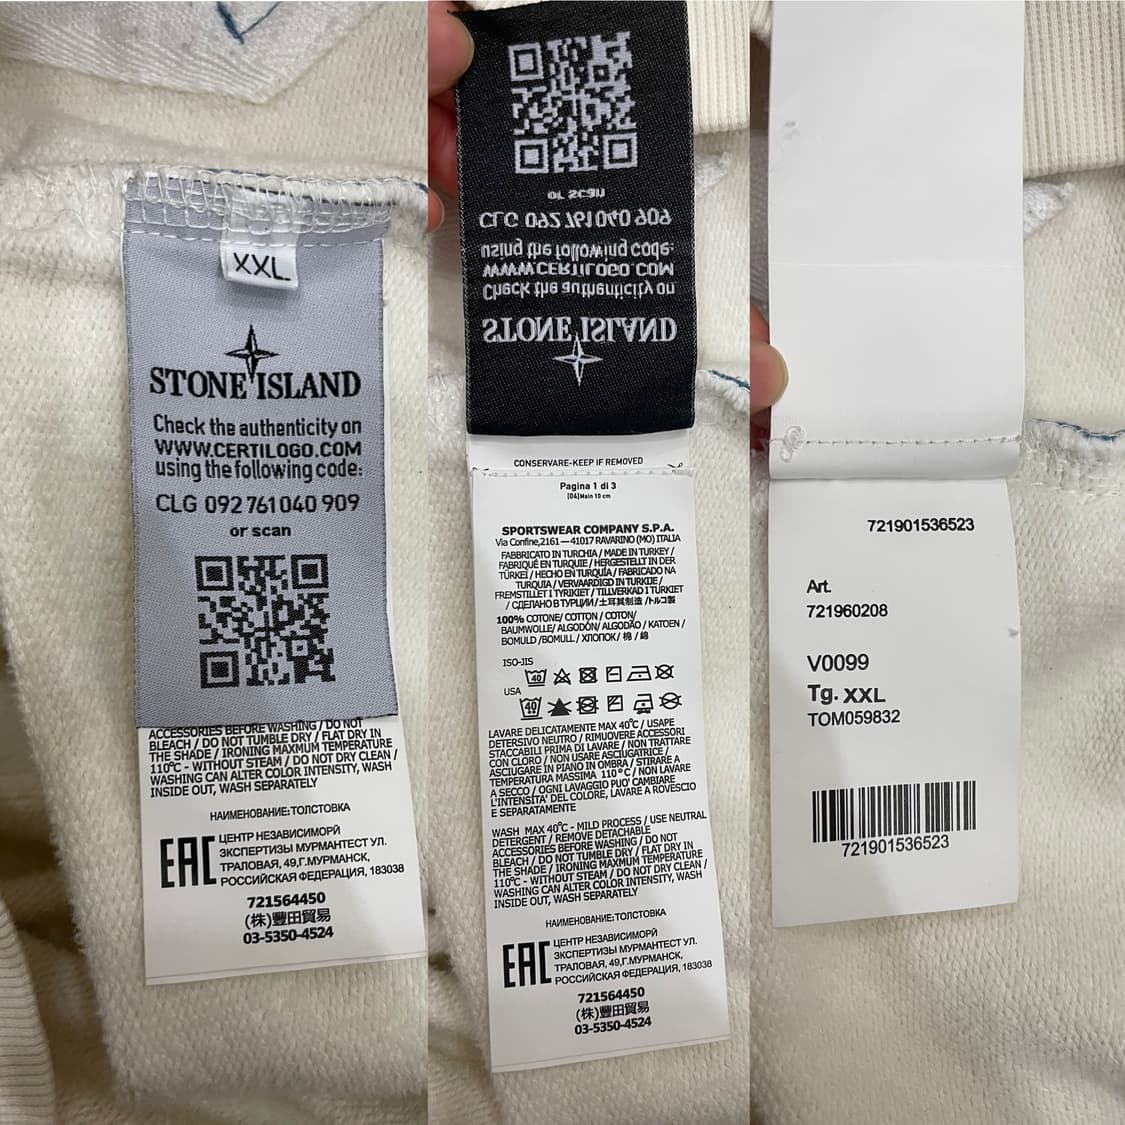 XXL
STONE ISLAND
Check the authenticity on
WWW.CERTILOGO.COM
using the following code:
CLG 092 761 040 909
or scan
ACCESSORIES BEFORE WASHING / DO NOT
BLEACH / DO NOT TUMBLE DRY / FLAT DRY IN
THE SHADE / IRONING MAXMUM TEMPERATURE
110°C - WITHOUT STEAM / DO NOT DRY CLEAN /
WASHING CAN ALTER COLOR INTENSITY, WASH
INSIDE OUT, WASH SEPARATELY
НАИМЕНОВАНИЕ:ТОЛСТОВКА
EAC
ЦЕНТР НЕЗАВИСИМОРЙ
ЭКСПЕРТИЗЫ МУРМАНТЕСТ УЛ.
ТРАЛОВАЯ, 49,Г.МУРМАНСК,
РОССИЙСКАЯ ФЕДЕРАЦИЯ, 183038
721564450
(株)豊田貿易
03-5350-4524
or scan
CLG 092 761 040 909
using the following code:
WWW.CERTILOGO.COM
Check the authenticity on
STONE ISLAND
CONSERVARE-KEEP IF REMOVED
Pagina 1 di 3
(04)Main 10 cm
SPORTSWEAR COMPANY S.P.A.
Via Confine,2161—41017 RAVARINO (MO) ITALIA
FABBRICATO IN TURCHIA / MADE IN TURKEY /
FABRIQUÉ EN TURQUIE / HERGESTELLT IN DER
TÜRKEI / HECHO EN TURQUÍA / FABRICADO NA
TURQUIA / VERVAARDIGD IN TURKIJE /
FREMSTILLET I TYRKIET / TILLVERKAD I TURKIET
/ СДЕЛАНО В ТУРЦИИ / 土耳其制造 / トルコ製
100% COTONE / COTTON / COTON/
BAUMWOLLE/ ALGODÓN/ ALGODÃO / KATOEN /
BOMULD /BOMULL / ХЛОПОК/ 棉 / 綿
ISO-JIS
40
USA
40
LAVARE DELICATAMENTE MAX 40°C / USAPE
DETERSIVO NEUTRO / RIMUOVERE ACCESSORI
STACCABILI PRIMA DI LAVARE / NON TRATTARE
CON CLORO / NON USARE ASCIUGATRICE /
ASCIUGARE IN PIANO IN OMBRA / STIRARE A
TEMPERATURA MASSIMA 110°C / NON LAVARE
A SECCO / OGNI LAVAGGIO PUO' CAMBIARE
L'INTENSITA' DEL COLORE, LAVARE A ROVESCIO
E SEPARATAMENTE
WASH MAX 40°C - MILD PROCESS / USE NEUTRAL
DETERGENT / REMOVE DETACHABLE
ACCESSORIES BEFORE WASHING / DO NOT
BLEACH / DO NOT TUMBLE DRY / FLAT DRY IN
THE SHADE / IRONING MAXMUM TEMPERATURE
110°C - WITHOUT STEAM / DO NOT DRY CLEAN /
WASHING CAN ALTER COLOR INTENSITY, WASH
INSIDE OUT, WASH SEPARATELY
НАИМЕНОВАНИЕ:ТОЛСТОВКА
EAC
ЦЕНТР НЕЗАВИСИМОРЙ
ЭКСПЕРТИЗЫ МУРМАНТЕСТ УЛ.
ТРАЛОВАЯ, 49,Г.МУРМАНСК,
РОССИЙСКАЯ ФЕДЕРАЦИЯ, 183038
721564450
(株)豊田貿易
03-5350-4524
721901536523
Art.
721960208
V0099
Tg. XXL
TOM059832
721901536523